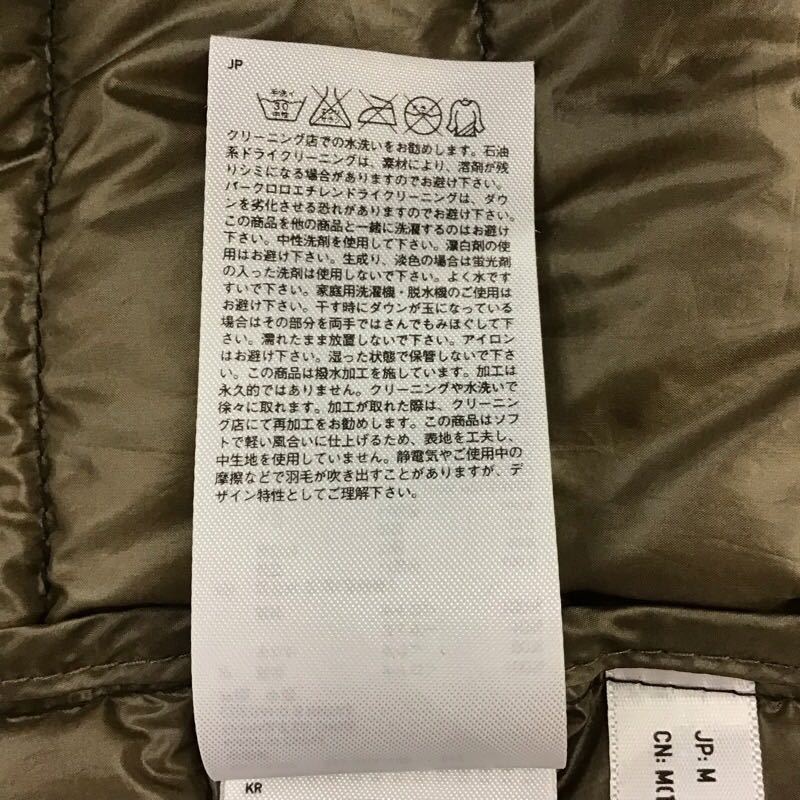 JP
手洗イ
30
中性
クリーニング店での水洗いをお勧めします。石油
系ドライクリーニングは、素材により、溶剤が残
りシミになる場合がありますのでお避け下さい。
パークロロエチレンドライクリーニングは、ダウ
ンを劣化させる恐れがありますのでお避け下さい。
この商品を他の商品と一緒に洗濯するのはお避け
下さい。中性洗剤を使用して下さい。漂白剤の使
用はお避け下さい。生成り、淡色の場合は蛍光剤
の入った洗剤は使用しないで下さい。よく水です
すいで下さい。家庭用洗濯機・脱水機のご使用は
お避け下さい。干す時にダウンが玉になっている
場合はその部分を両手ではさんでもみほぐして下
さい。濡れたまま放置しないで下さい。アイロン
はお避け下さい。湿った状態で保管しないで下さ
い。この商品は撥水加工を施しています。加工は
永久的ではありません。クリーニングや水洗いで
徐々に取れます。加工が取れた際は、クリーニン
グ店にて再加工をお勧めします。この商品はソフ
トで軽い風合いに仕上げるため、表地を工夫し、
中生地を使用していません。静電気やご使用中の
摩擦などで羽毛が吹き出すことがありますが、デ
ザイン特性としてご理解下さい。
KR
JP: M
CN: M(1